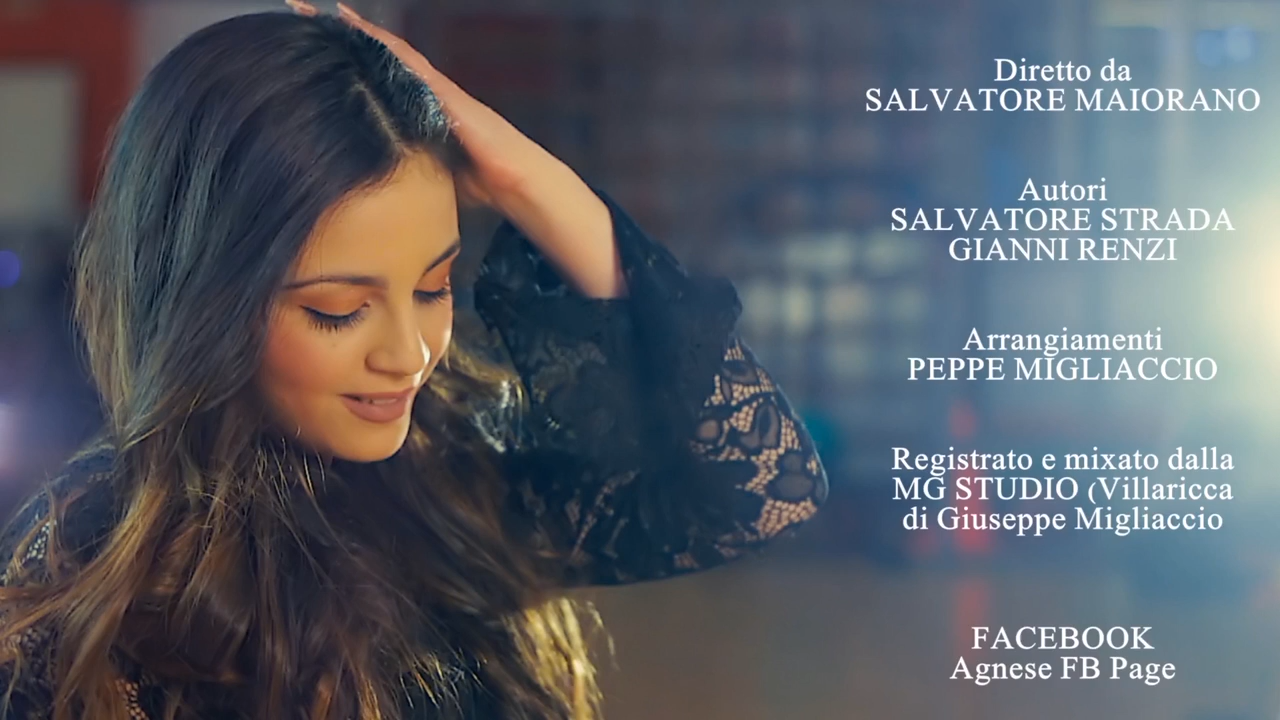 Diretto da
SALVATORE MAIORANO
Autori
SALVATORE STRADA
GIANNI RENZI
Arrangiamenti
PEPPE MIGLIACCIO
Registrato e mixato dalla
MG STUDIO (Villaricca
di Giuseppe Migliaccio
FACEBOOK
Agnese FB Page